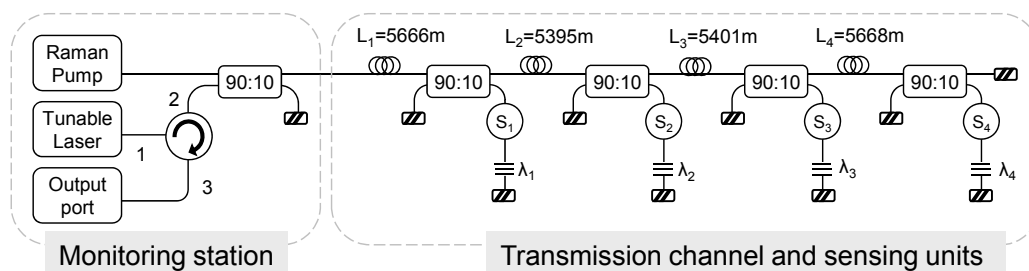 Raman
Pump
Tunable
Laser
Output
port
1
2
3
90:10
L₁=5666m
L₂=5395m
L₃=5401m
L₄=5668m
90:10
90:10
90:10
90:10
S₁
S₂
S₃
S₄
λ₁
λ₂
λ₃
λ₄
Monitoring station
Transmission channel and sensing units